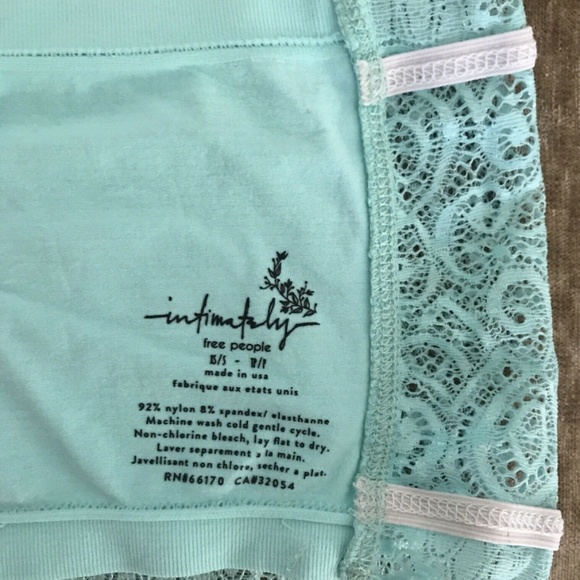 intimately
free people
XS/S - TP/P
made in usa
fabrique aux etats unis
92% nylon 8% spandex/ elasthanne
Machine wash cold gentle cycle.
Non-chlorine bleach, lay flat to dry.
Laver separement a la main.
Javellisant non chlore, secher a plat.
RN#66170 CA#32054